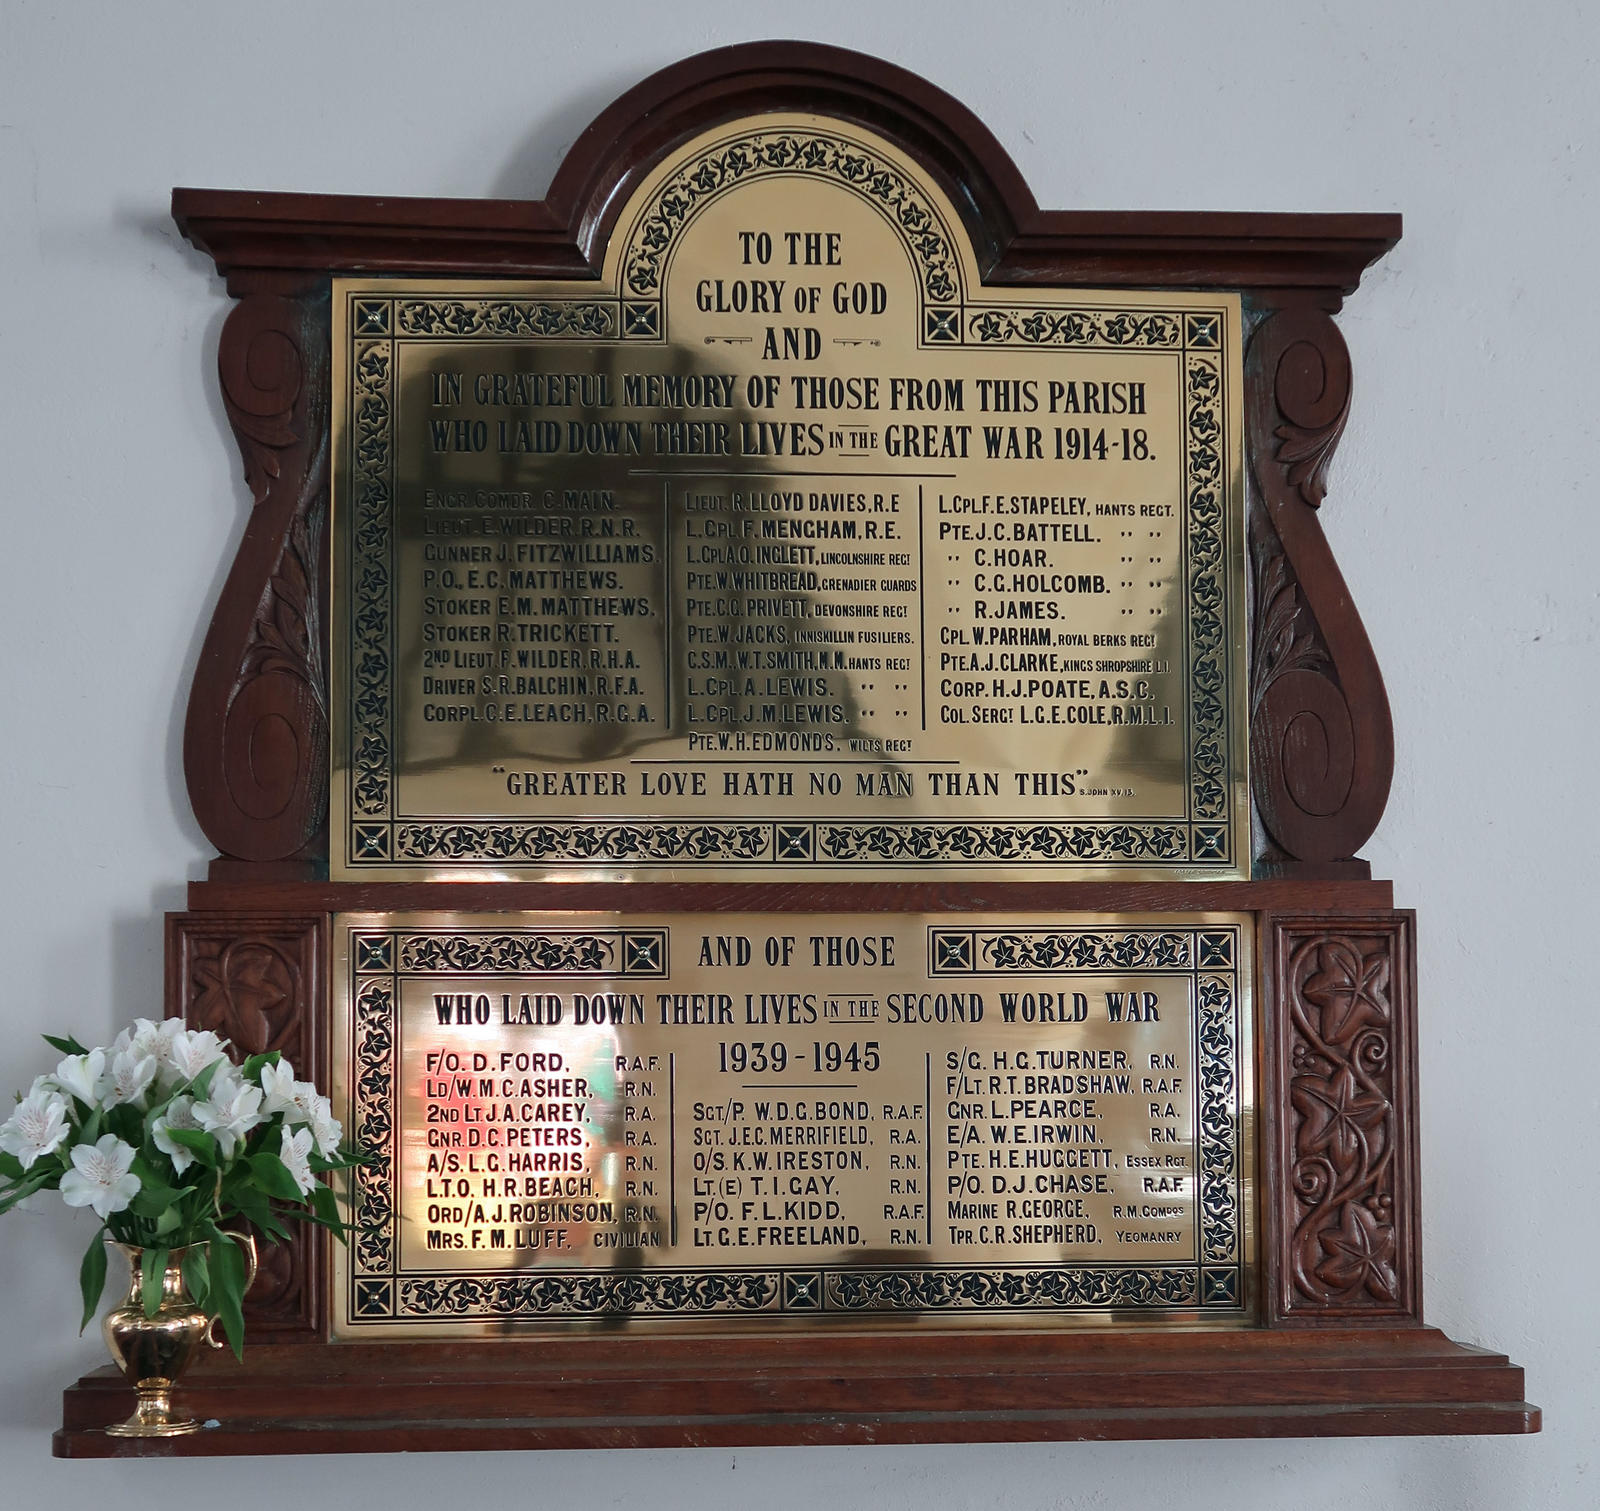 TO THE
GLORY OF GOD
AND
IN GRATEFUL MEMORY OF THOSE FROM THIS PARISH
WHO LAID DOWN THEIR LIVES IN THE GREAT WAR 1914-18.
ENGR. COMDR. C. MAIN.
LIEUT. E. WILDER, R.N.R.
GUNNER J. FITZWILLIAMS.
P.O., E.C. MATTHEWS.
STOKER E.M. MATTHEWS.
STOKER R. TRICKETT.
2ND LIEUT. F. WILDER, R.H.A.
DRIVER S.R. BALCHIN, R.F.A.
CORPL. C.E. LEACH, R.G.A.
LIEUT. R. LLOYD DAVIES, R.E
L. CPL. F. MENGHAM, R.E.
L. CPL. A.O. INGLETT, LINCOLNSHIRE REGT
PTE. W. WHITBREAD, GRENADIER GUARDS
PTE. C.G. PRIVETT, DEVONSHIRE REGT
PTE. W. JACKS, INNISKILLIN FUSILIERS.
C.S.M., W.T. SMITH, M.M. HANTS REGT
L. CPL. A. LEWIS. " "
L. CPL. J.M. LEWIS. " "
PTE. W.H. EDMONDS. WILTS REGT
L. CPL. F.E. STAPELEY, HANTS REGT.
PTE. J.C. BATTELL. " "
" C. HOAR. " "
" C.G. HOLCOMB. " "
" R. JAMES. " "
CPL. W. PARHAM, ROYAL BERKS REGT
PTE. A.J. CLARKE, KINGS SHROPSHIRE L.I.
CORP. H.J. POATE, A.S.C.
COL. SERGT L.G.E. COLE, R.M.L.I.
"GREATER LOVE HATH NO MAN THAN THIS" S. JOHN XV, 13.
AND OF THOSE
WHO LAID DOWN THEIR LIVES IN THE SECOND WORLD WAR
1939-1945
F/O. D. FORD, R.A.F.
LD/W. M.C. ASHER, R.N.
2ND LT J.A. CAREY, R.A.
GNR. D.C. PETERS, R.A.
A/S. L.G. HARRIS, R.N.
L.T.O. H.R. BEACH, R.N.
ORD/A. J. ROBINSON, R.N.
MRS. F.M. LUFF, CIVILIAN
SGT./P. W.D.G. BOND, R.A.F.
SGT. J.E.C. MERRIFIELD, R.A.
O/S. K.W. IRESTON, R.N.
LT. (E) T.I. GAY, R.N.
P/O. F.L. KIDD, R.A.F.
LT. G.E. FREELAND, R.N.
S/G. H.G. TURNER, R.N.
F/LT. R.T. BRADSHAW, R.A.F.
GNR. L. PEARCE, R.A.
E/A. W.E. IRWIN, R.N.
PTE. H.E. HUGGETT, ESSEX RGT.
P/O. D.J. CHASE, R.A.F
MARINE R. GEORGE, R.M. COMDOS
TPR. C.R. SHEPHERD, YEOMANRY